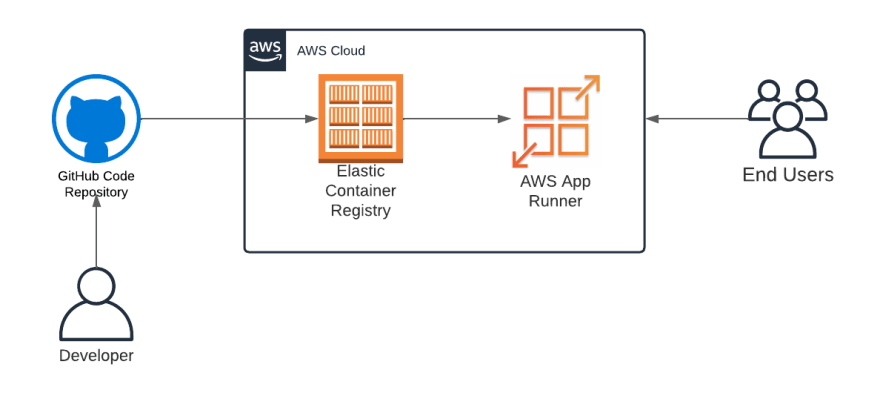 aws
AWS Cloud
GitHub Code
Repository
Elastic
Container
Registry
AWS App
Runner
End Users
Developer